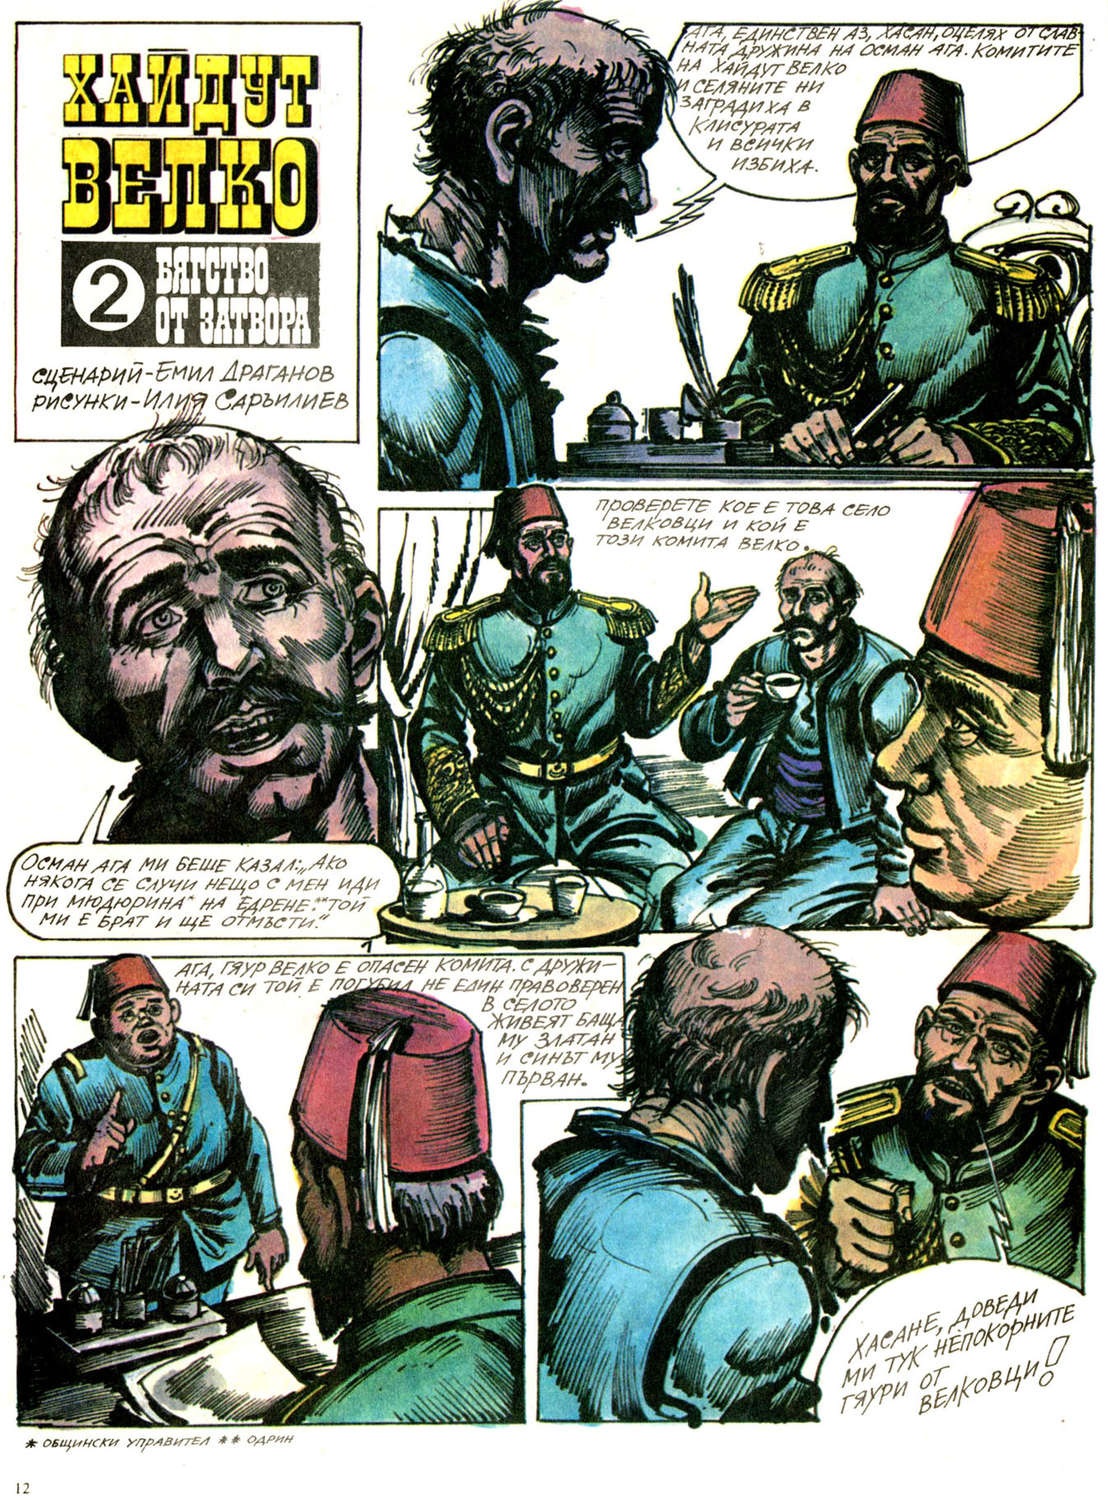 ХАЙДУТ
ВЕЛКО
2
БЯГСТВО
ОТ ЗАТВОРА
СЦЕНАРИЙ-ЕМИЛ ДРАГАНОВ
РИСУНКИ-ИЛИЯ САРЪИЛИЕВ
АГА, ЕДИНСТВЕН АЗ, ХАСАН, ОЦЕЛЯХ ОТ СЛАВ-
НАТА ДРУЖИНА НА ОСМАН АГА. КОМИТИТЕ
НА ХАЙДУТ ВЕЛКО
И СЕЛЯНИТЕ НИ
ЗАГРАДИХА В
КЛИСУРАТА
И ВСИЧКИ
ИЗБИХА.
ОСМАН АГА МИ БЕШЕ КАЗАЛ: „АКО
НЯКОГА СЕ СЛУЧИ НЕЩО С МЕН ИДИ
ПРИ МЮДЮРИНА* НА ЕДРЕНЕ.** ТОЙ
МИ Е БРАТ И ЩЕ ОТМЪСТИ."
ПРОВЕРЕТЕ КОЕ Е ТОВА СЕЛО
ВЕЛКОВЦИ И КОЙ Е
ТОЗИ КОМИТА ВЕЛКО.
АГА, ГЯУР ВЕЛКО Е ОПАСЕН КОМИТА. С ДРУЖИ-
НАТА СИ ТОЙ Е ПОГУБИЛ НЕ ЕДИН ПРАВОВЕРЕН
В СЕЛОТО
ЖИВЕЯТ БАЩА
МУ ЗЛАТАН
И СИНЪТ МУ
ПЪРВАН.
ХАСАНЕ, ДОВЕДИ
МИ ТУК НЕПОКОРНИТЕ
ГЯУРИ ОТ
ВЕЛКОВЦИ!
* ОБЩИНСКИ УПРАВИТЕЛ ** ОДРИН
12